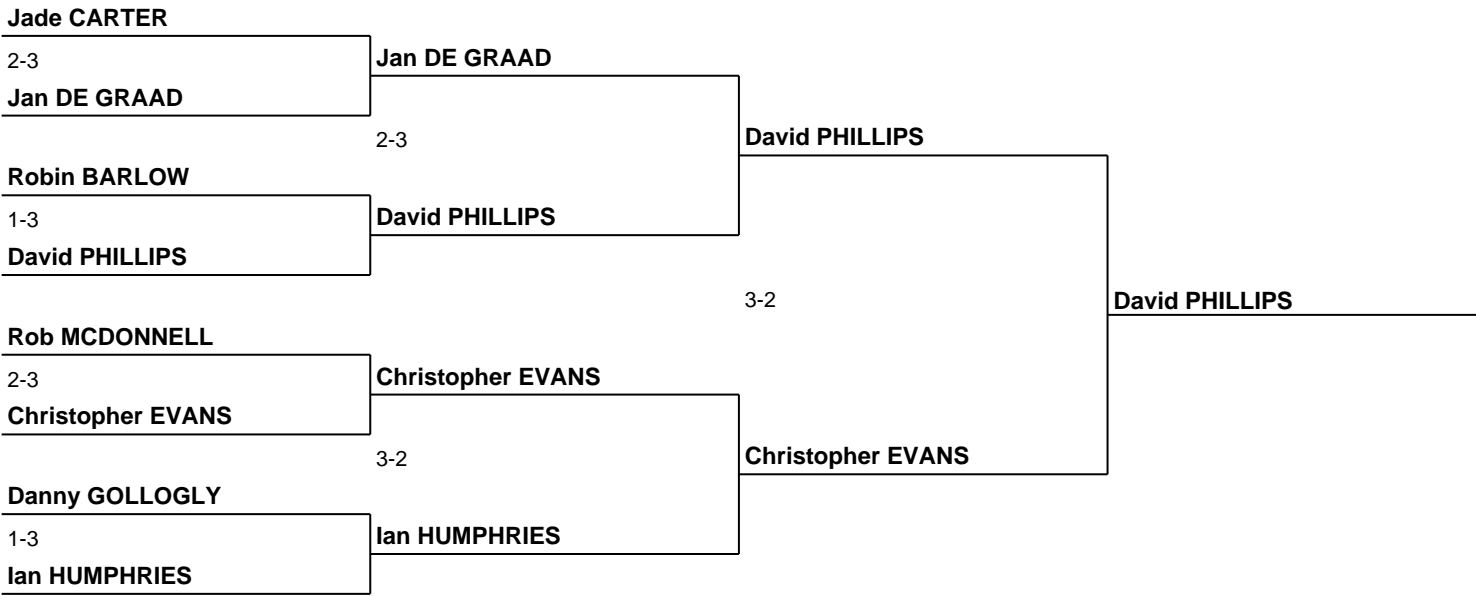 Jade CARTER
2-3
Jan DE GRAAD
Jan DE GRAAD
2-3
David PHILLIPS
Robin BARLOW
1-3
David PHILLIPS
David PHILLIPS
3-2
David PHILLIPS
Rob MCDONNELL
2-3
Christopher EVANS
Christopher EVANS
3-2
Christopher EVANS
Danny GOLLOGLY
1-3
Ian HUMPHRIES
Ian HUMPHRIES